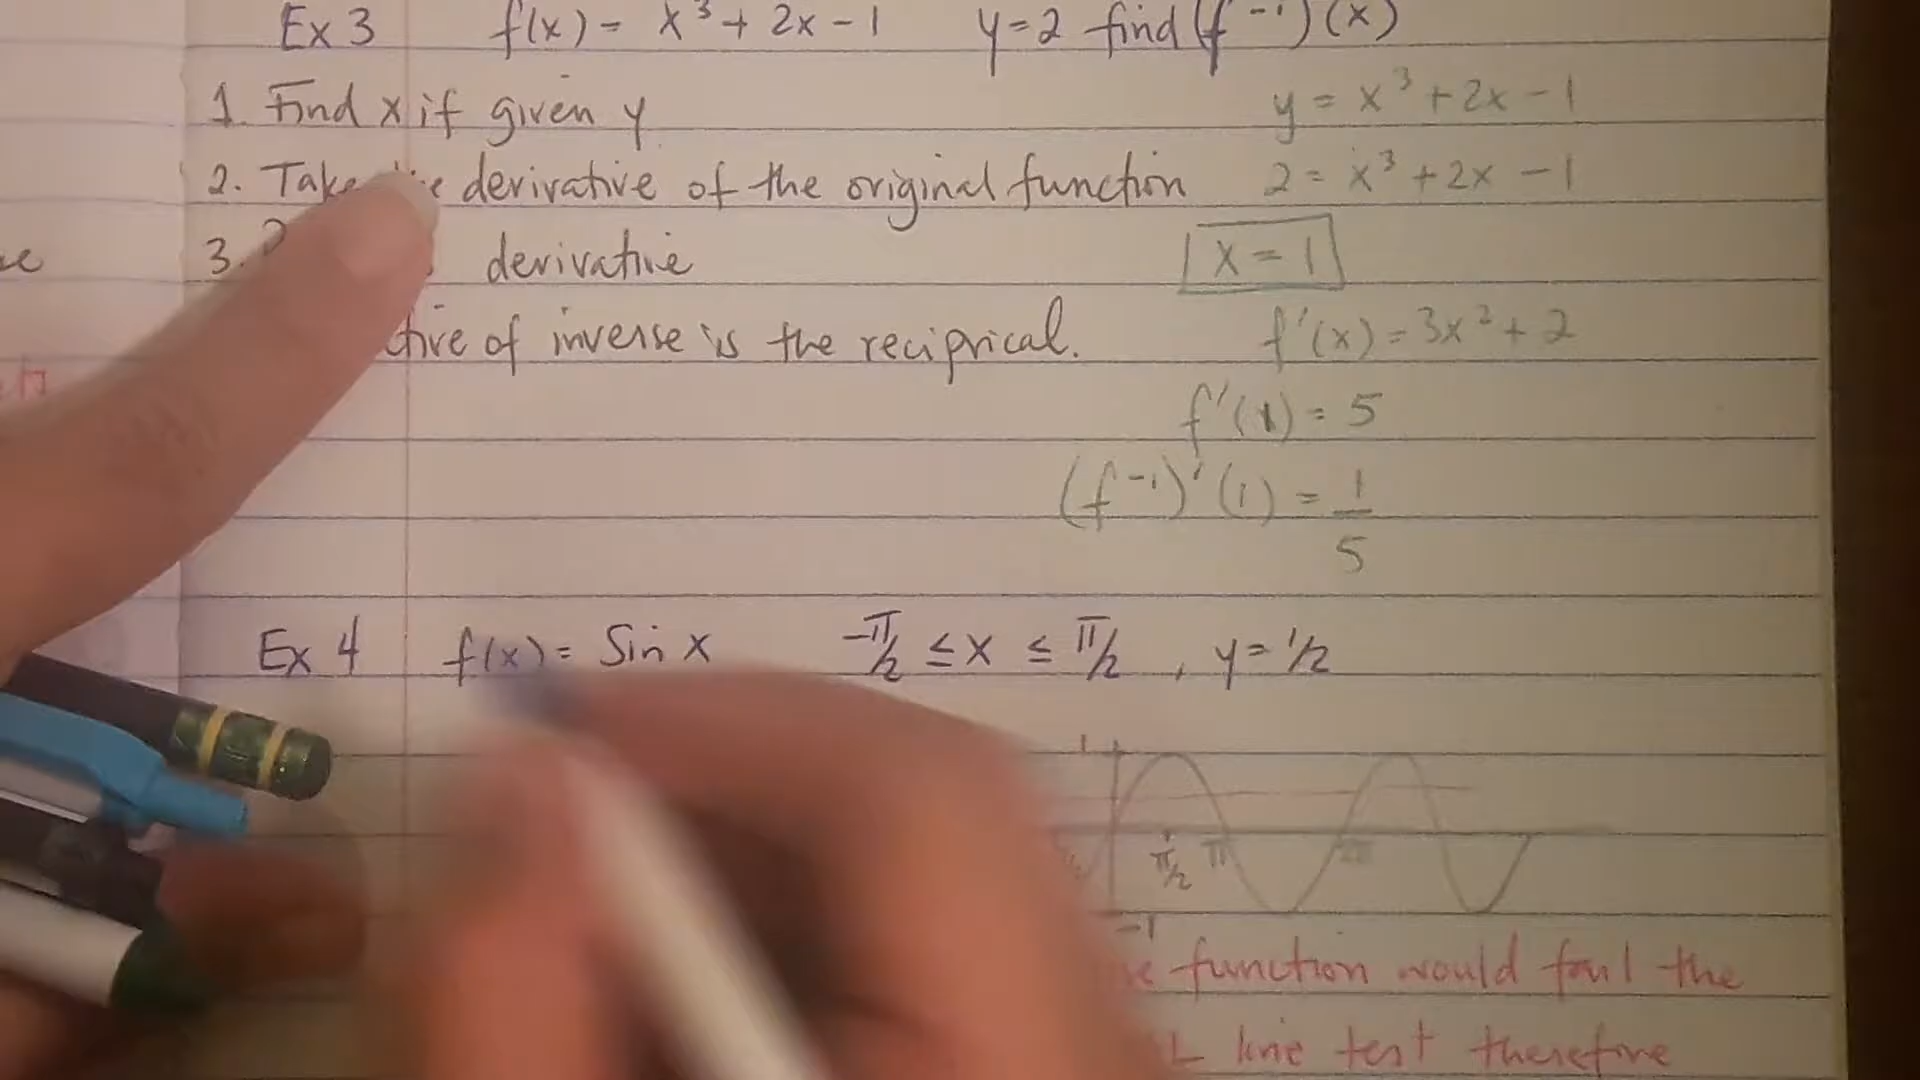 Ex 3 f(x) = x³ + 2x - 1 y=2 find (f⁻¹)(x)
1. Find x if given y
y = x³ + 2x - 1
2. Take derivative of the original function
2 = x³ + 2x - 1
3. derivative
x = 1
of inverse is the reciprical.
f'(x) = 3x² + 2
f'(1) = 5
(f⁻¹)'(1) = 1/5
Ex 4 f(x) = Sin x -π/2 ≤ x ≤ π/2 , y = 1/2
1
π/2 π 2π
-1
function would fail the
line test therefore